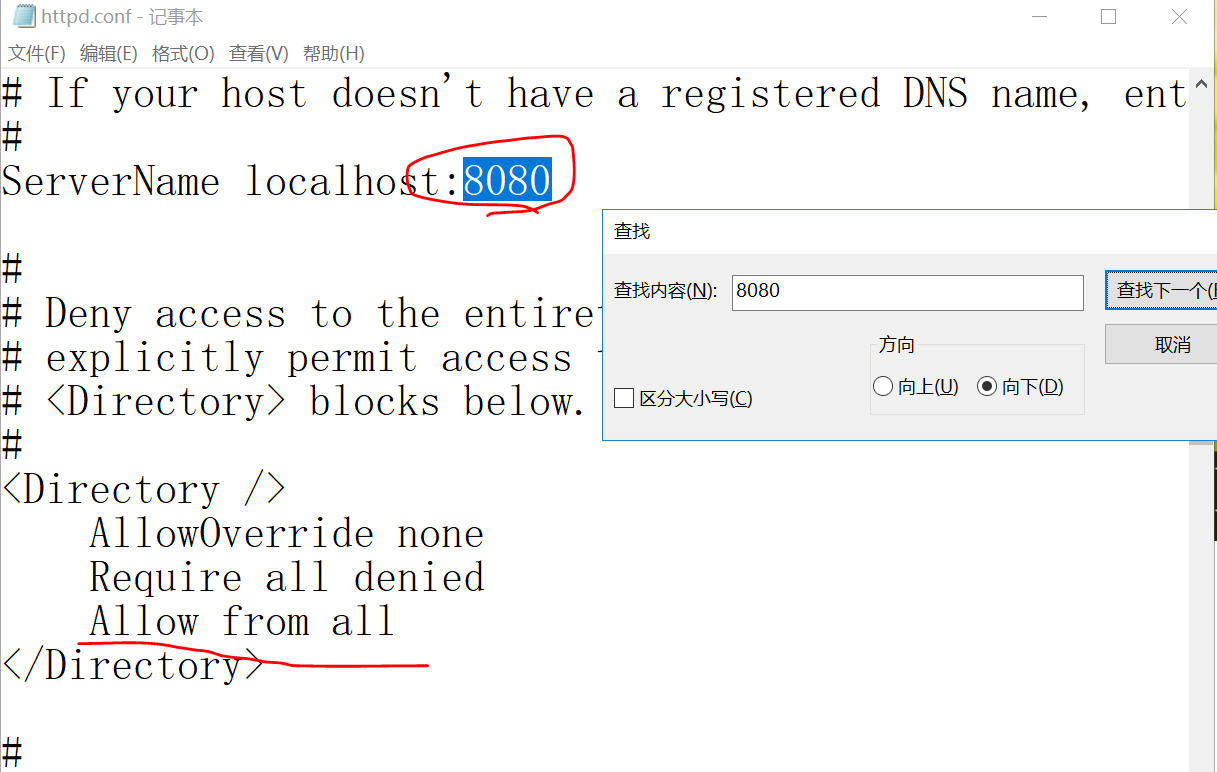 httpd.conf - 记事本
文件(F) 编辑(E) 格式(O) 查看(V) 帮助(H)
# If your host doesn't have a registered DNS name, ent
#
ServerName localhost:8080
#
# Deny access to the entiret
# explicitly permit access
# <Directory> blocks below.
#
<Directory />
AllowOverride none
Require all denied
Allow from all
</Directory>
#
查找
查找内容(N):
8080
查找下一个(
取消
方向
向上(U) 向下(D)
区分大小写(C)